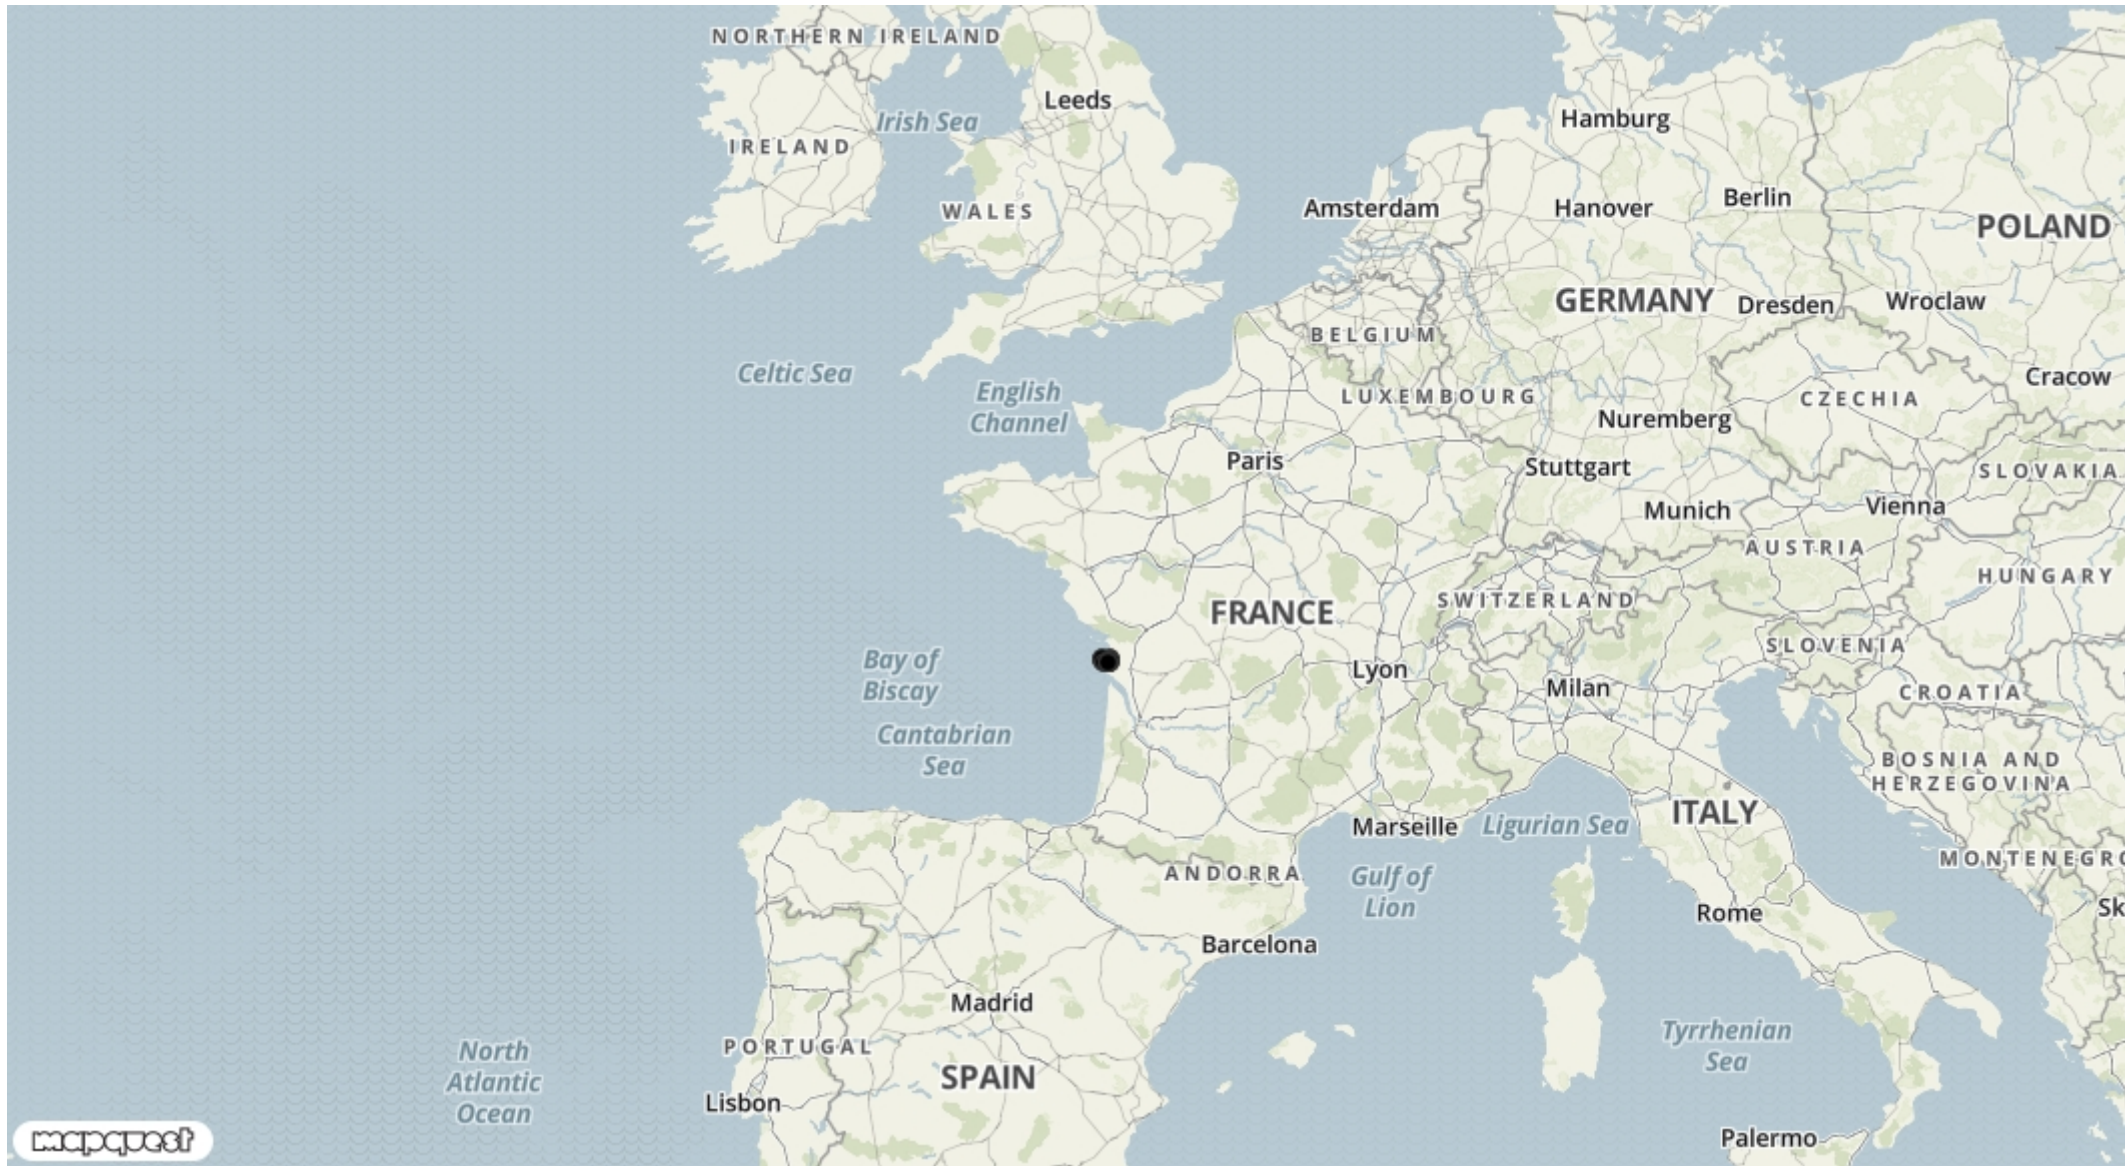 NORTHERN IRELAND
Leeds
Hamburg
Irish Sea
IRELAND
WALES
Amsterdam
Hanover
Berlin
POLAND
GERMANY
Dresden
Wroclaw
BELGIUM
Celtic Sea
English
Channel
LUXEMBOURG
Cracow
CZECHIA
Nuremberg
Paris
Stuttgart
SLOVAKIA
Munich
Vienna
AUSTRIA
HUNGARY
FRANCE
SWITZERLAND
SLOVENIA
Bay of
Biscay
Lyon
Milan
CROATIA
Cantabrian
Sea
BOSNIA AND
HERZEGOVINA
ITALY
Marseille
Ligurian Sea
MONTENEGRO
ANDORRA
Gulf of
Lion
Rome
Sk
Barcelona
Madrid
Tyrrhenian
Sea
PORTUGAL
North
Atlantic
Ocean
SPAIN
Lisbon
mapquest
Palermo